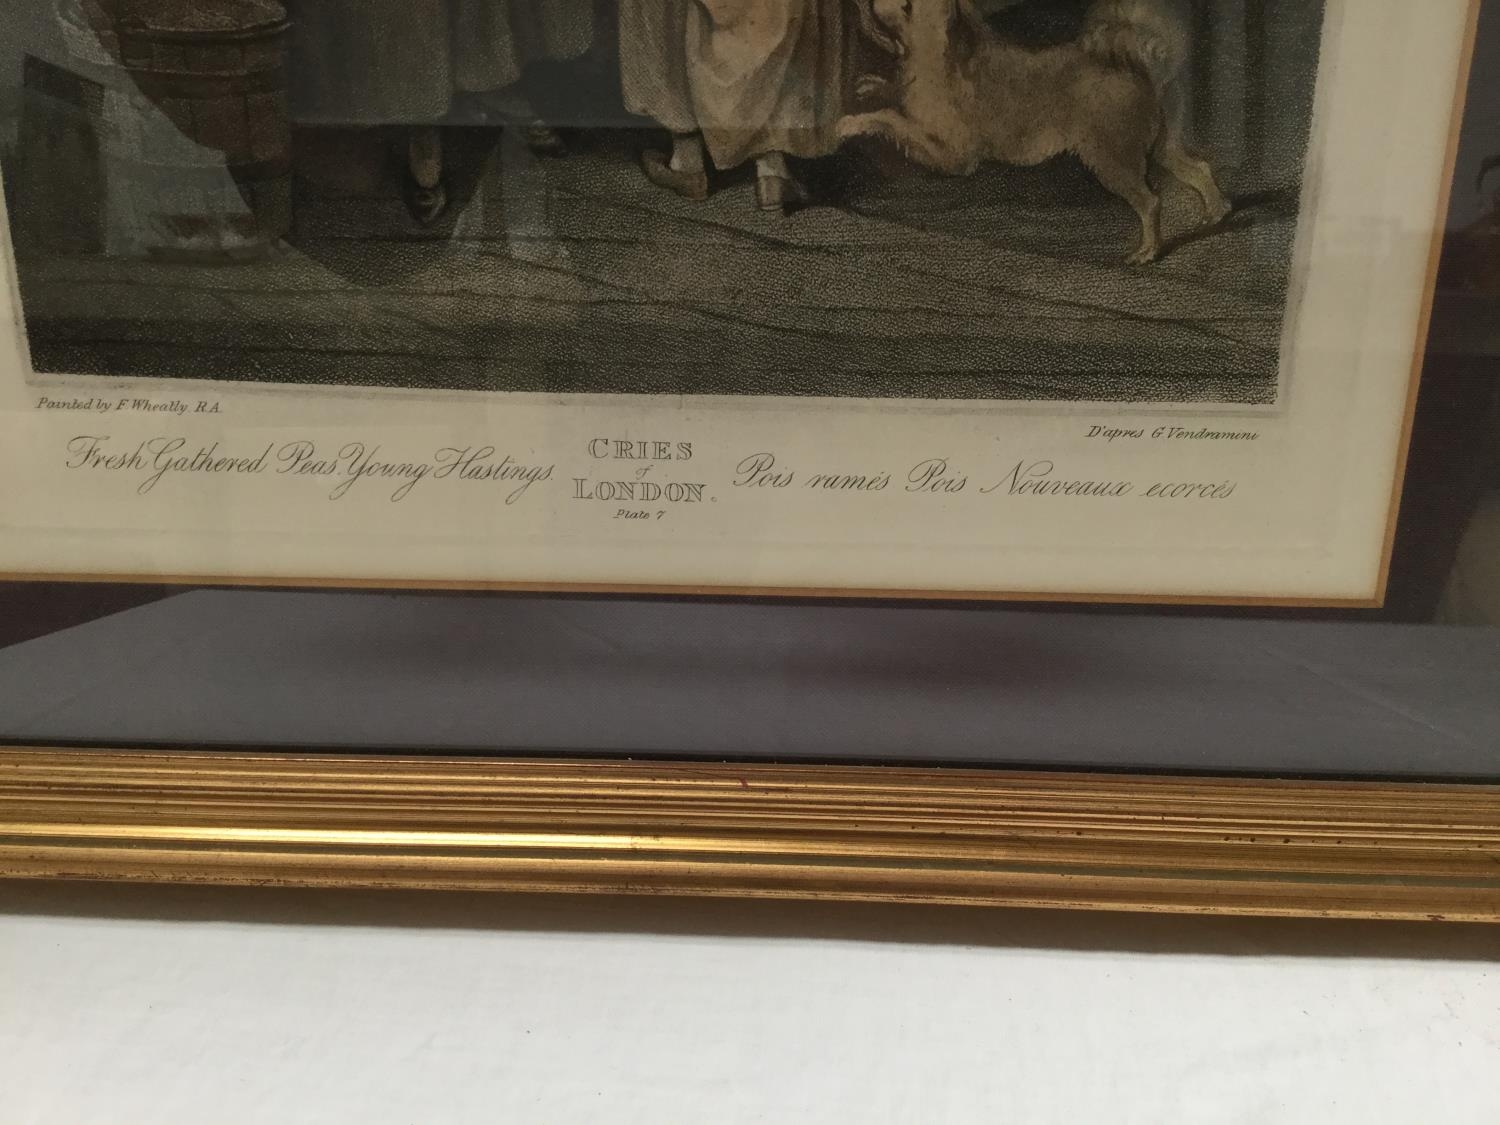 Painted by F. Wheatly. R.A.
D'apres G. Vendramini
Fresh Gathered Peas. Young Hastings.
CRIES
of
LONDON.
Plate 7
Pois ramés Pois Nouveaux ecorcés